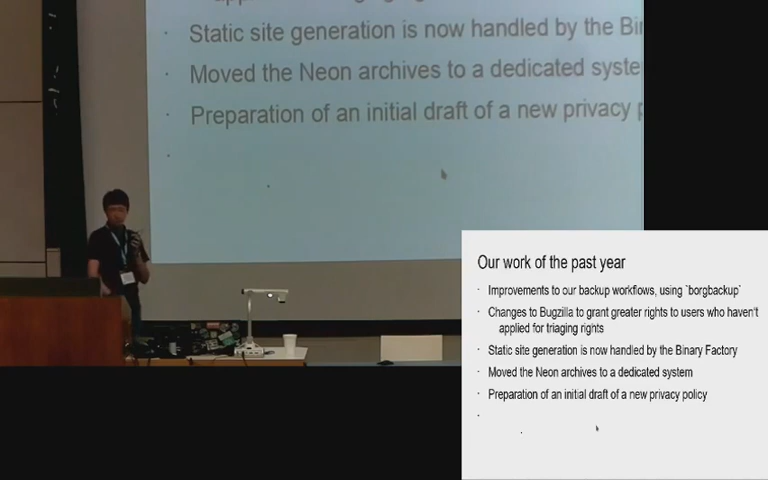 Static site generation is now handled by the Bi
Moved the Neon archives to a dedicated syste
Preparation of an initial draft of a new privacy
Our work of the past year
· Improvements to our backup workflows, using `borgbackup`
· Changes to Bugzilla to grant greater rights to users who haven't
applied for triaging rights
· Static site generation is now handled by the Binary Factory
· Moved the Neon archives to a dedicated system
· Preparation of an initial draft of a new privacy policy